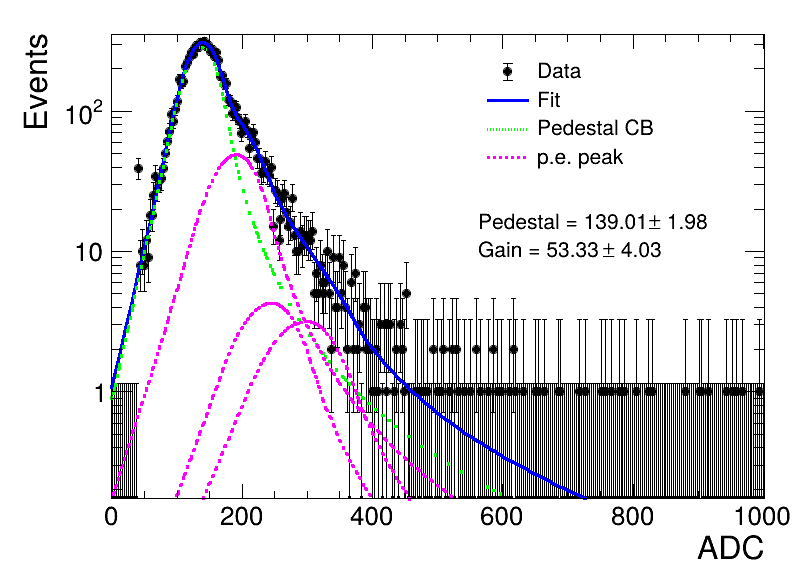 Events
Data
Fit
Pedestal CB
p.e. peak
Pedestal = 139.01± 1.98
Gain = 53.33 ± 4.03
10²
10
1
0 200 400 600 800 1000
ADC